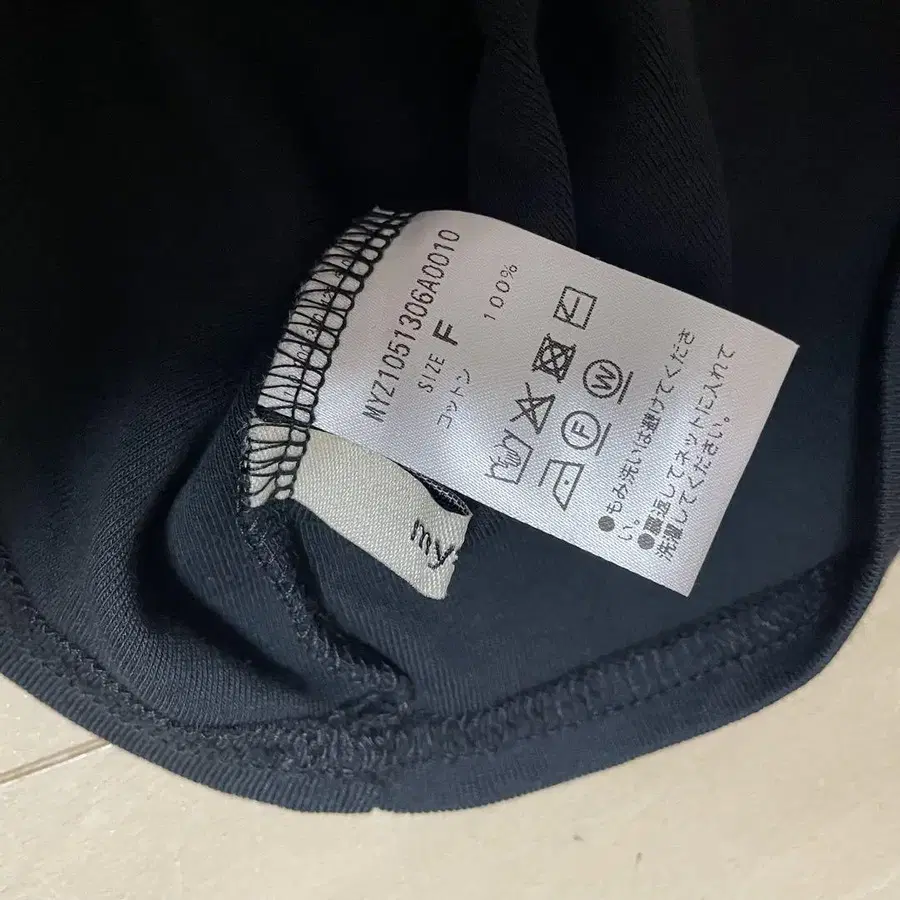 MYZ1051306A0010
SIZE F
コットン 100%
F W
●もみ洗いは避けてくださ
い。
●裏返してネットに入れて
洗濯してください。
my